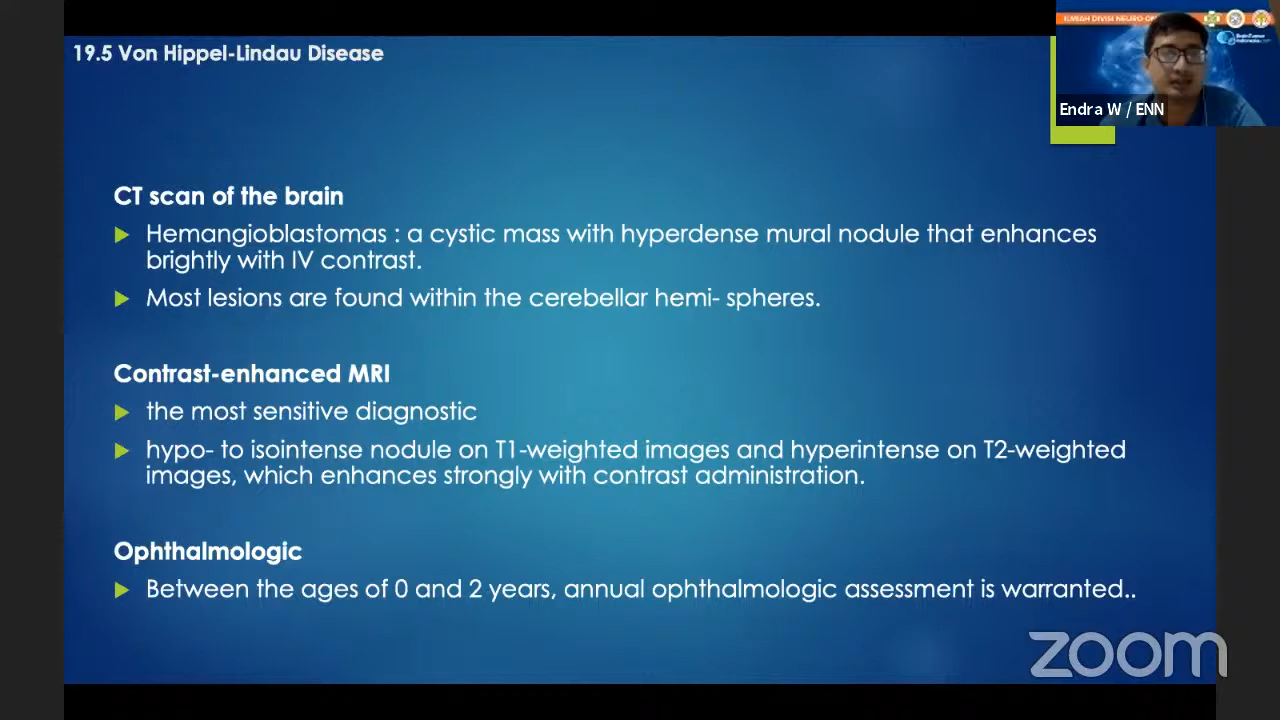 ILMIAH DIVISI NEURO-
19.5 Von Hippel-Lindau Disease
Endra W / ENN
CT scan of the brain
Hemangioblastomas : a cystic mass with hyperdense mural nodule that enhances
brightly with IV contrast.
Most lesions are found within the cerebellar hemi- spheres.
Contrast-enhanced MRI
the most sensitive diagnostic
hypo- to isointense nodule on T1-weighted images and hyperintense on T2-weighted
images, which enhances strongly with contrast administration.
Ophthalmologic
Between the ages of 0 and 2 years, annual ophthalmologic assessment is warranted..
zoom